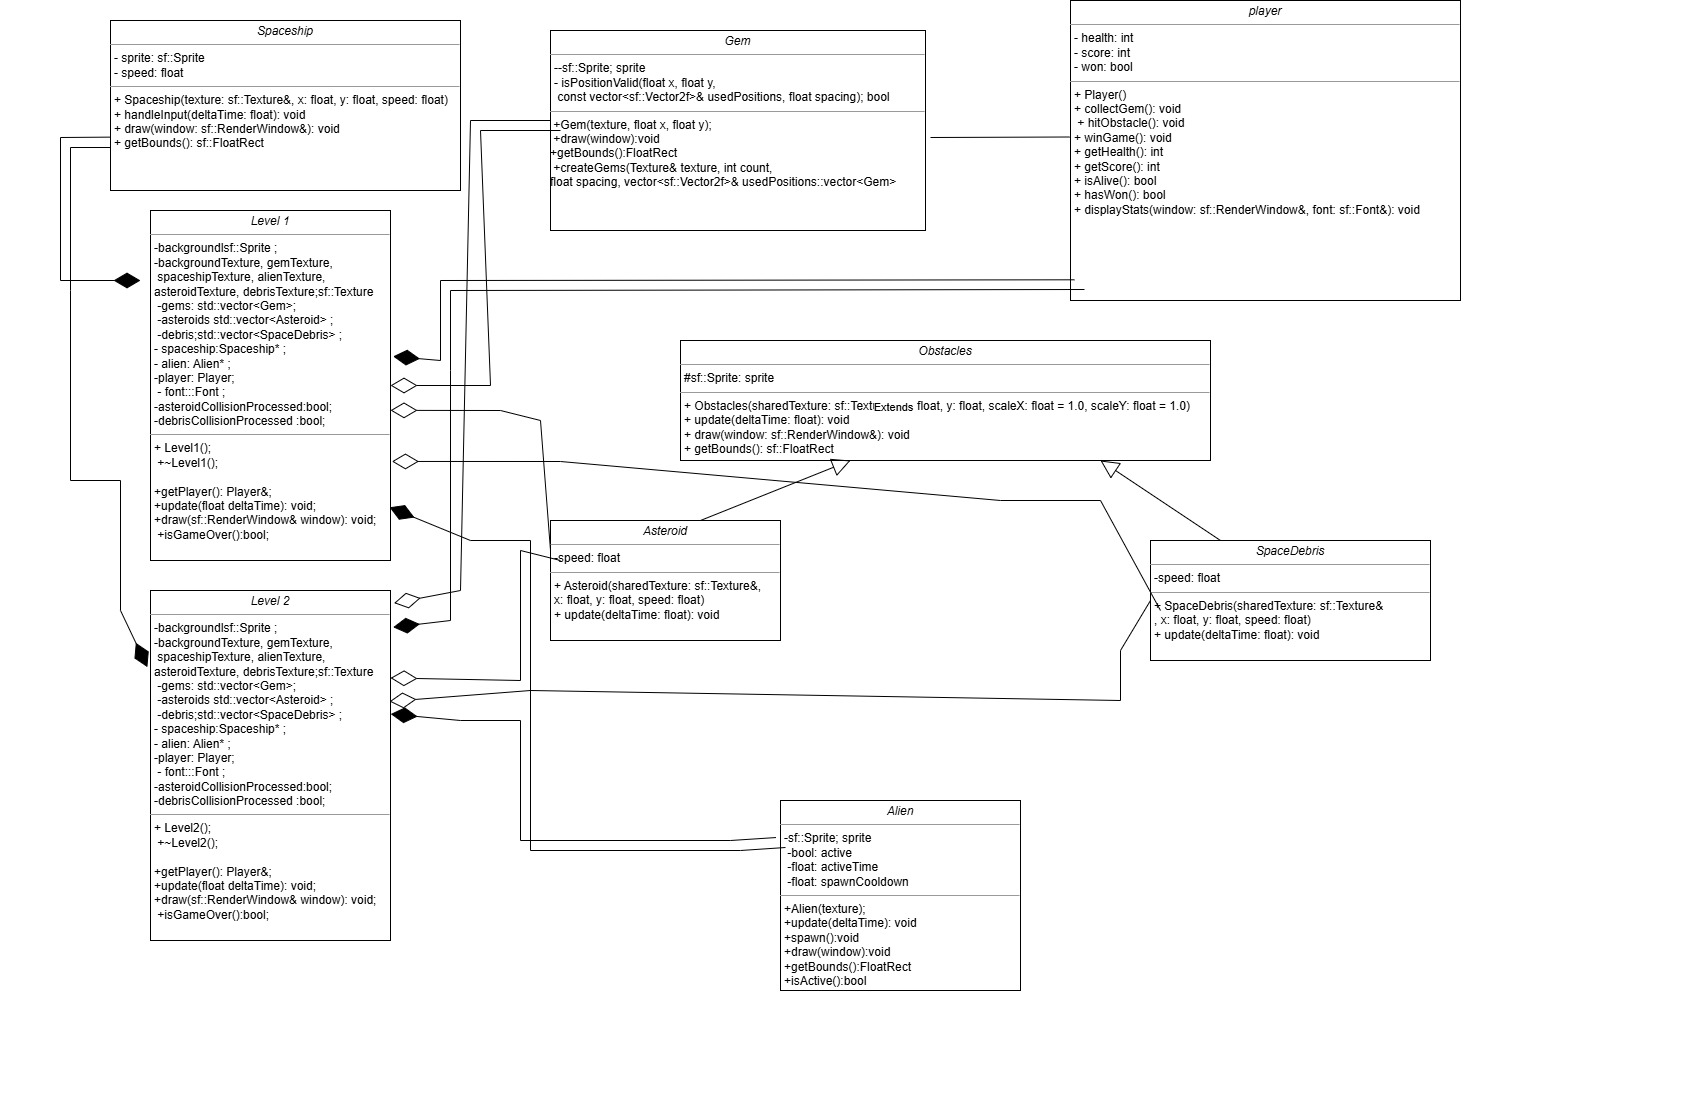 Spaceship
- sprite: sf::Sprite
- speed: float
+ Spaceship(texture: sf::Texture&, x: float, y: float, speed: float)
+ handleInput(deltaTime: float): void
+ draw(window: sf::RenderWindow&): void
+ getBounds(): sf::FloatRect
Gem
--sf::Sprite; sprite
- isPositionValid(float x, float y,
const vector<sf::Vector2f>& usedPositions, float spacing); bool
+Gem(texture, float x, float y);
+draw(window):void
+getBounds():FloatRect
+createGems(Texture& texture, int count,
float spacing, vector<sf::Vector2f>& usedPositions::vector<Gem>
player
- health: int
- score: int
- won: bool
+ Player()
+ collectGem(): void
+ hitObstacle(): void
+ winGame(): void
+ getHealth(): int
+ getScore(): int
+ isAlive(): bool
+ hasWon(): bool
+ displayStats(window: sf::RenderWindow&, font: sf::Font&): void
Level 1
-backgroundlsf::Sprite ;
-backgroundTexture, gemTexture,
spaceshipTexture, alienTexture,
asteroidTexture, debrisTexture;sf::Texture
-gems: std::vector<Gem>;
-asteroids std::vector<Asteroid> ;
-debris;std::vector<SpaceDebris> ;
- spaceship:Spaceship* ;
- alien: Alien* ;
-player: Player;
- font:::Font ;
-asteroidCollisionProcessed:bool;
-debrisCollisionProcessed :bool;
+ Level1();
+~Level1();
+getPlayer(): Player&;
+update(float deltaTime): void;
+draw(sf::RenderWindow& window): void;
+isGameOver():bool;
Obstacles
#sf::Sprite: sprite
+ Obstacles(sharedTexture: sf::Text Extends float, y: float, scaleX: float = 1.0, scaleY: float = 1.0)
+ update(deltaTime: float): void
+ draw(window: sf::RenderWindow&): void
+ getBounds(): sf::FloatRect
Asteroid
-speed: float
+ Asteroid(sharedTexture: sf::Texture&,
x: float, y: float, speed: float)
+ update(deltaTime: float): void
SpaceDebris
-speed: float
+ SpaceDebris(sharedTexture: sf::Texture&
, x: float, y: float, speed: float)
+ update(deltaTime: float): void
Level 2
-backgroundlsf::Sprite ;
-backgroundTexture, gemTexture,
spaceshipTexture, alienTexture,
asteroidTexture, debrisTexture;sf::Texture
-gems: std::vector<Gem>;
-asteroids std::vector<Asteroid> ;
-debris;std::vector<SpaceDebris> ;
- spaceship:Spaceship* ;
- alien: Alien* ;
-player: Player;
- font:::Font ;
-asteroidCollisionProcessed:bool;
-debrisCollisionProcessed :bool;
+ Level2();
+~Level2();
+getPlayer(): Player&;
+update(float deltaTime): void;
+draw(sf::RenderWindow& window): void;
+isGameOver():bool;
Alien
-sf::Sprite; sprite
-bool: active
-float: activeTime
-float: spawnCooldown
+Alien(texture);
+update(deltaTime): void
+spawn():void
+draw(window):void
+getBounds():FloatRect
+isActive():bool